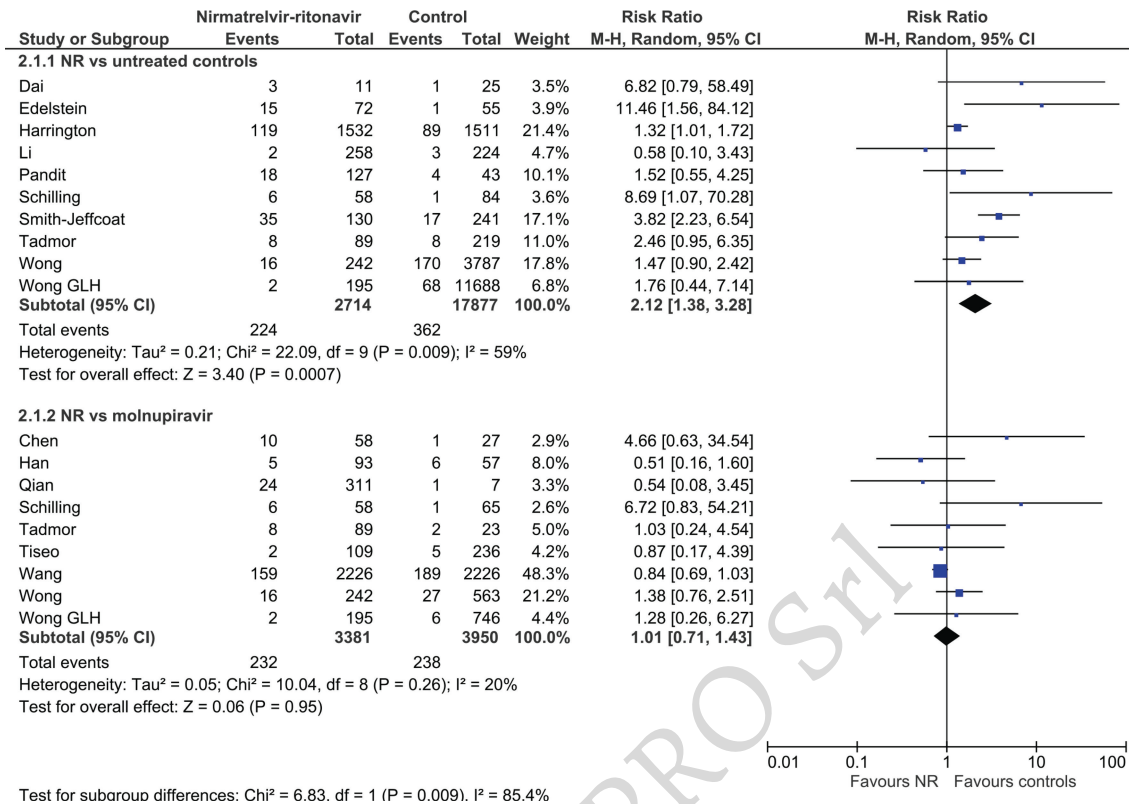 Nirmatrelvir-ritonavir Control Risk Ratio Risk Ratio
Study or Subgroup Events Total Events Total Weight M-H, Random, 95% CI M-H, Random, 95% CI
2.1.1 NR vs untreated controls
Dai 3 11 1 25 3.5% 6.82 [0.79, 58.49]
Edelstein 15 72 1 55 3.9% 11.46 [1.56, 84.12]
Harrington 119 1532 89 1511 21.4% 1.32 [1.01, 1.72]
Li 2 258 3 224 4.7% 0.58 [0.10, 3.43]
Pandit 18 127 4 43 10.1% 1.52 [0.55, 4.25]
Schilling 6 58 1 84 3.6% 8.69 [1.07, 70.28]
Smith-Jeffcoat 35 130 17 241 17.1% 3.82 [2.23, 6.54]
Tadmor 8 89 8 219 11.0% 2.46 [0.95, 6.35]
Wong 16 242 170 3787 17.8% 1.47 [0.90, 2.42]
Wong GLH 2 195 68 11688 6.8% 1.76 [0.44, 7.14]
Subtotal (95% CI) 2714 17877 100.0% 2.12 [1.38, 3.28]
Total events 224 362
Heterogeneity: Tau² = 0.21; Chi² = 22.09, df = 9 (P = 0.009); I² = 59%
Test for overall effect: Z = 3.40 (P = 0.0007)
2.1.2 NR vs molnupiravir
Chen 10 58 1 27 2.9% 4.66 [0.63, 34.54]
Han 5 93 6 57 8.0% 0.51 [0.16, 1.60]
Qian 24 311 1 7 3.3% 0.54 [0.08, 3.45]
Schilling 6 58 1 65 2.6% 6.72 [0.83, 54.21]
Tadmor 8 89 2 23 5.0% 1.03 [0.24, 4.54]
Tiseo 2 109 5 236 4.2% 0.87 [0.17, 4.39]
Wang 159 2226 189 2226 48.3% 0.84 [0.69, 1.03]
Wong 16 242 27 563 21.2% 1.38 [0.76, 2.51]
Wong GLH 2 195 6 746 4.4% 1.28 [0.26, 6.27]
Subtotal (95% CI) 3381 3950 100.0% 1.01 [0.71, 1.43]
Total events 232 238
Heterogeneity: Tau² = 0.05; Chi² = 10.04, df = 8 (P = 0.26); I² = 20%
Test for overall effect: Z = 0.06 (P = 0.95)
0.01 0.1 1 10 100
Favours NR Favours controls
Test for subgroup differences: Chi² = 6.83, df = 1 (P = 0.009), I² = 85.4%
PRO Srl